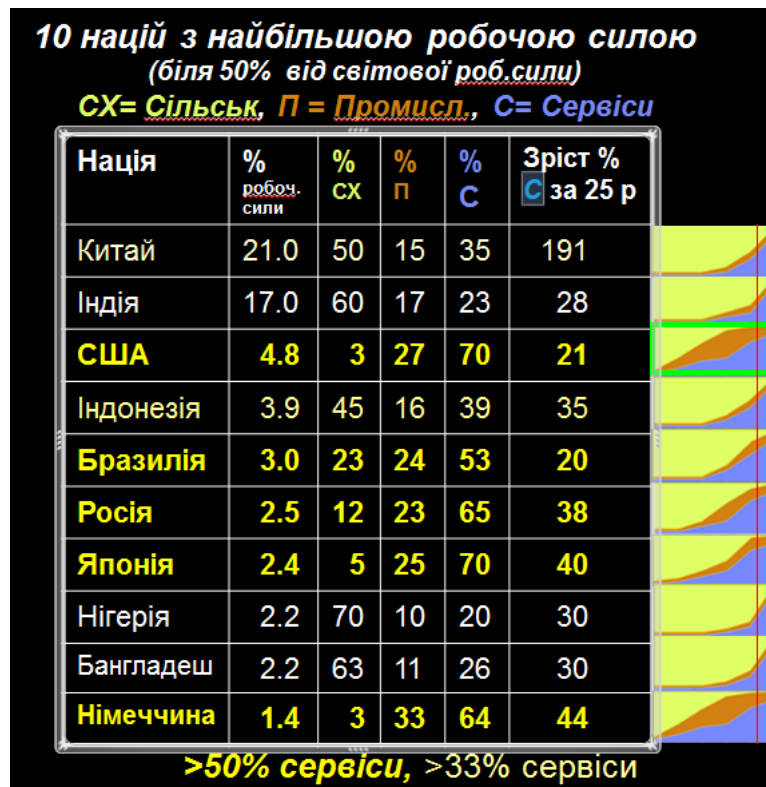 10 націй з найбільшою робочою силою
(біля 50% від світової роб.сили)
СХ= Сільськ, П = Промисл., С= Сервіси
Нація % робоч. сили % СХ % П % С Зріст % С за 25 р
Китай 21.0 50 15 35 191
Індія 17.0 60 17 23 28
США 4.8 3 27 70 21
Індонезія 3.9 45 16 39 35
Бразилія 3.0 23 24 53 20
Росія 2.5 12 23 65 38
Японія 2.4 5 25 70 40
Нігерія 2.2 70 10 20 30
Бангладеш 2.2 63 11 26 30
Німеччина 1.4 3 33 64 44
>50% сервіси, >33% сервіси